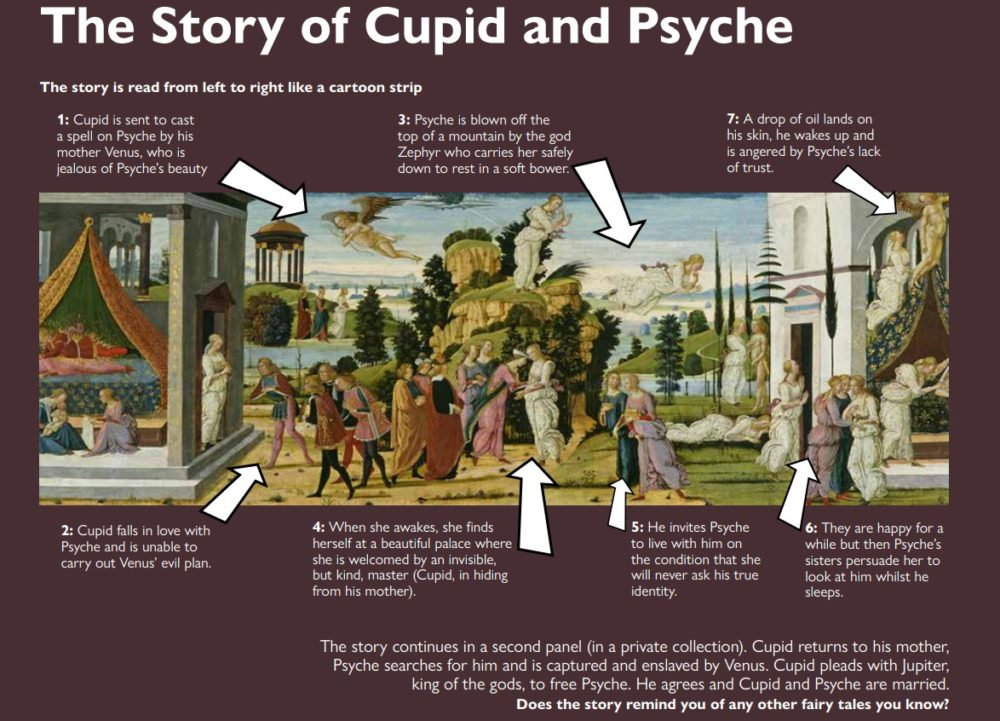 The Story of Cupid and Psyche
The story is read from left to right like a cartoon strip
1: Cupid is sent to cast
a spell on Psyche by his
mother Venus, who is
jealous of Psyche's beauty
3: Psyche is blown off the
top of a mountain by the god
Zephyr who carries her safely
down to rest in a soft bower.
7: A drop of oil lands on
his skin, he wakes up and
is angered by Psyche's lack
of trust.
2: Cupid falls in love with
Psyche and is unable to
carry out Venus' evil plan.
4: When she awakes, she finds
herself at a beautiful palace where
she is welcomed by an invisible,
but kind, master (Cupid, in hiding
from his mother).
5: He invites Psyche
to live with him on
the condition that she
will never ask his true
identity.
6: They are happy for a
while but then Psyche's
sisters persuade her to
look at him whilst he
sleeps.
The story continues in a second panel (in a private collection). Cupid returns to his mother,
Psyche searches for him and is captured and enslaved by Venus. Cupid pleads with Jupiter,
king of the gods, to free Psyche. He agrees and Cupid and Psyche are married.
Does the story remind you of any other fairy tales you know?